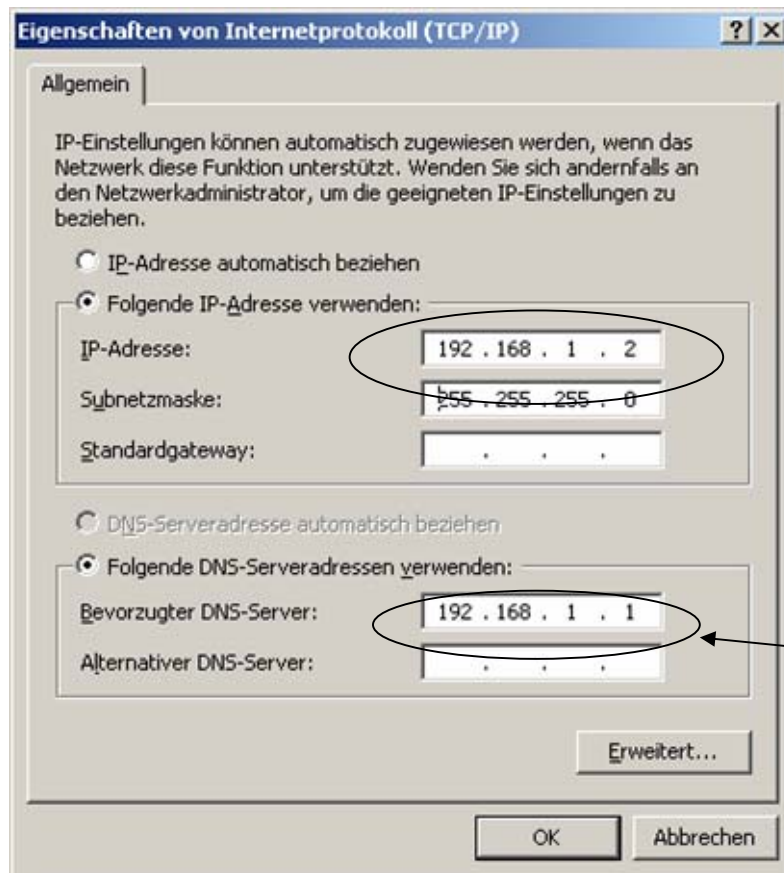 Eigenschaften von Internetprotokoll (TCP/IP)
Allgemein
IP-Einstellungen können automatisch zugewiesen werden, wenn das
Netzwerk diese Funktion unterstützt. Wenden Sie sich andernfalls an
den Netzwerkadministrator, um die geeigneten IP-Einstellungen zu
beziehen.
IP-Adresse automatisch beziehen
Folgende IP-Adresse verwenden:
IP-Adresse: 192 . 168 . 1 . 2
Subnetzmaske: 255 . 255 . 255 . 0
Standardgateway: . . .
DNS-Serveradresse automatisch beziehen
Folgende DNS-Serveradressen verwenden:
Bevorzugter DNS-Server: 192 . 168 . 1 . 1
Alternativer DNS-Server: . . .
Erweitert...
OK Abbrechen